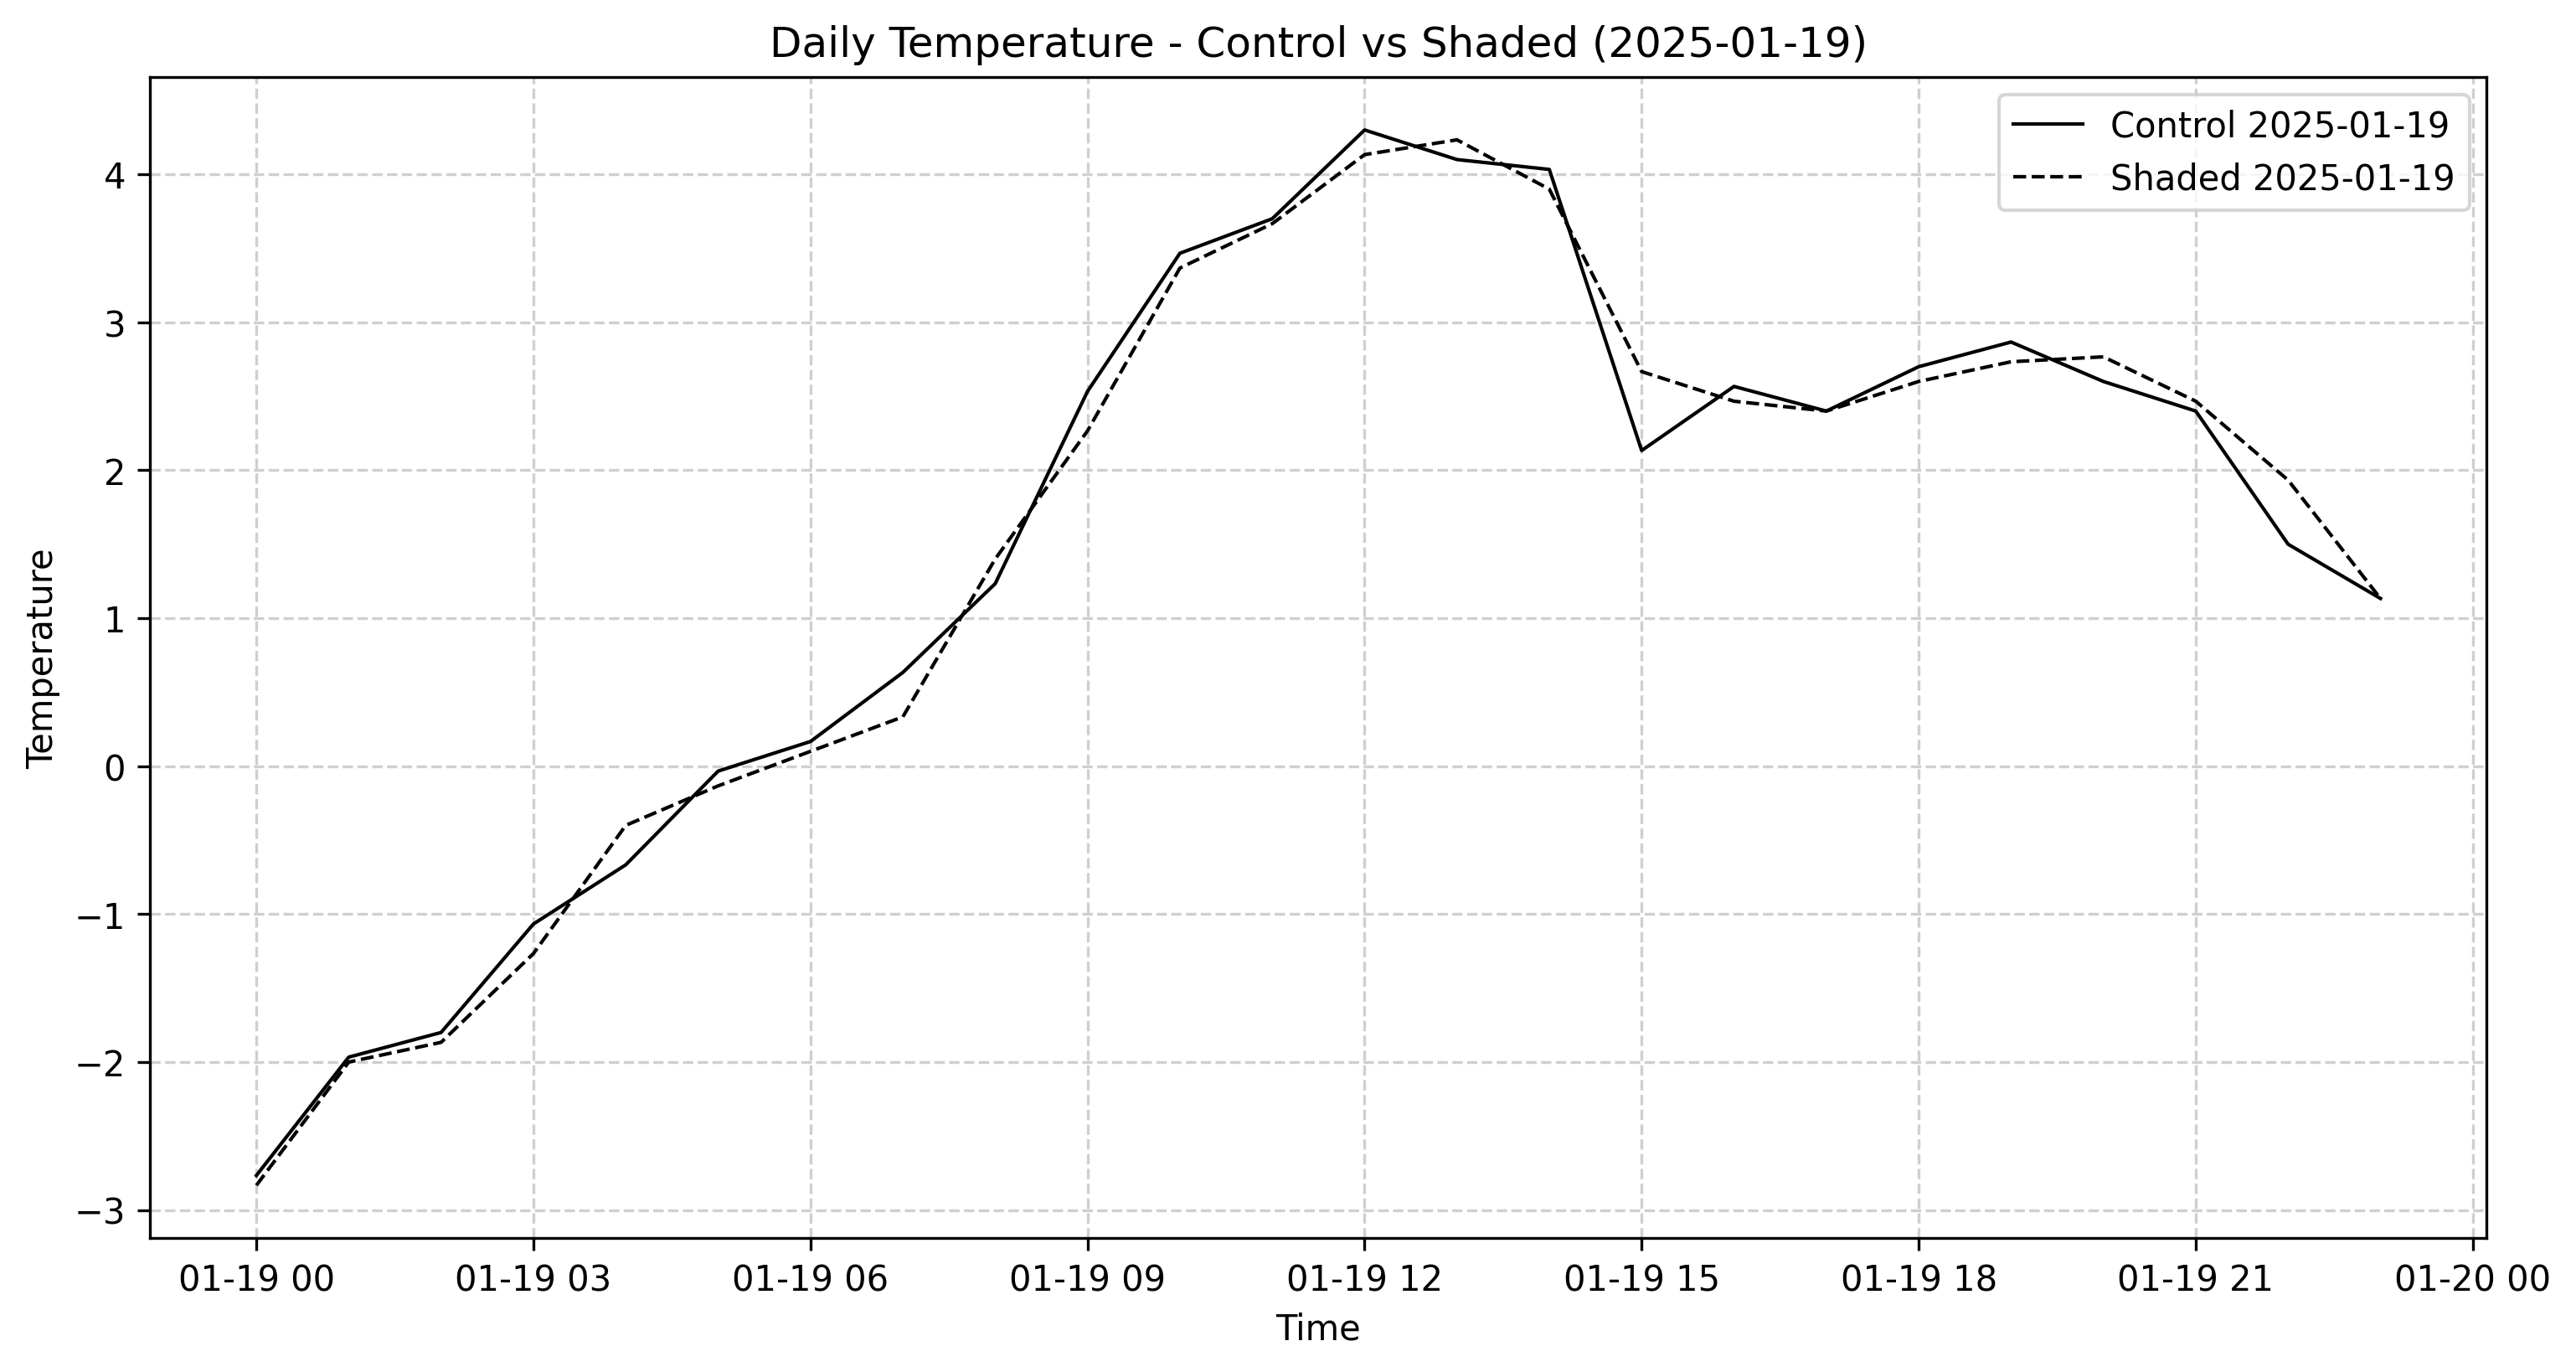 Daily Temperature - Control vs Shaded (2025-01-19)
Control 2025-01-19
Shaded 2025-01-19
Temperature
4
3
2
1
0
−1
−2
−3
01-19 00 01-19 03 01-19 06 01-19 09 01-19 12 01-19 15 01-19 18 01-19 21 01-20 00
Time